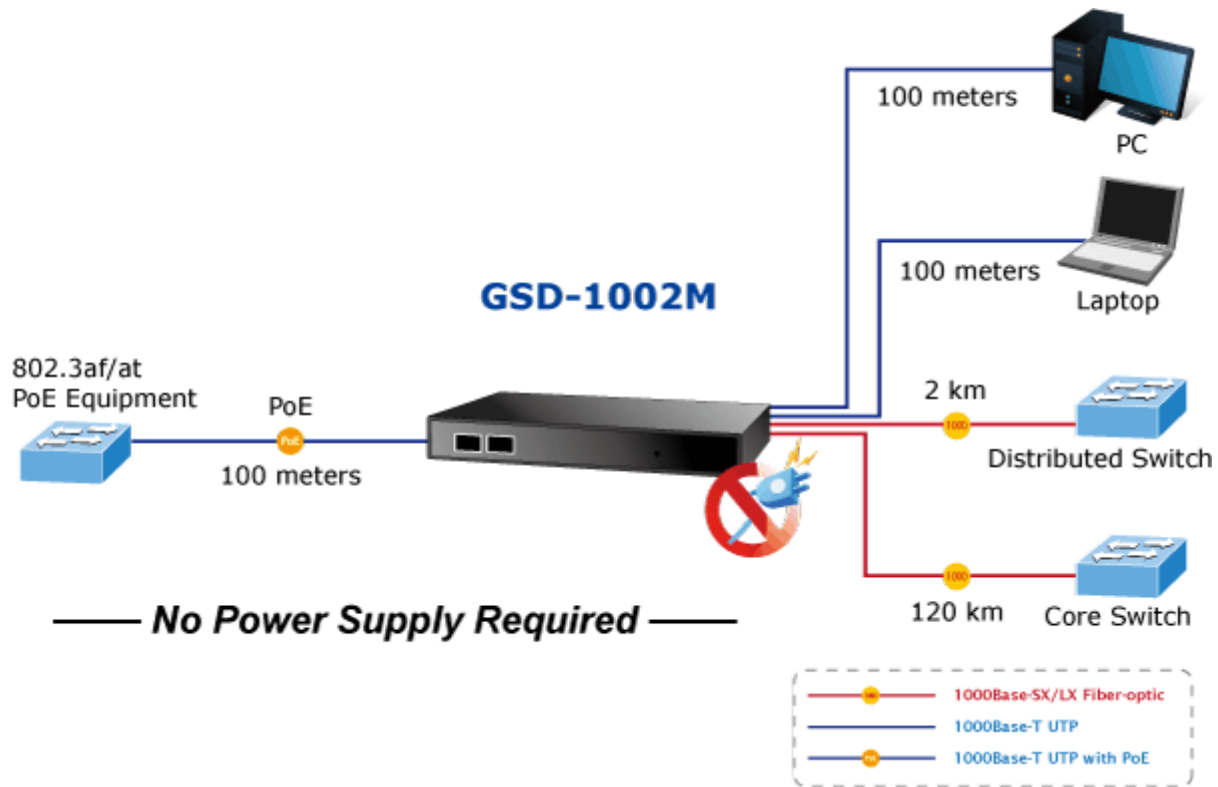 100 meters
PC
100 meters
Laptop
GSD-1002M
802.3af/at
PoE Equipment
PoE
PoE
100 meters
2 km
1000
Distributed Switch
1000
120 km
Core Switch
No Power Supply Required
1000Base-SX/LX Fiber-optic
1000Base-T UTP
PoE
1000Base-T UTP with PoE